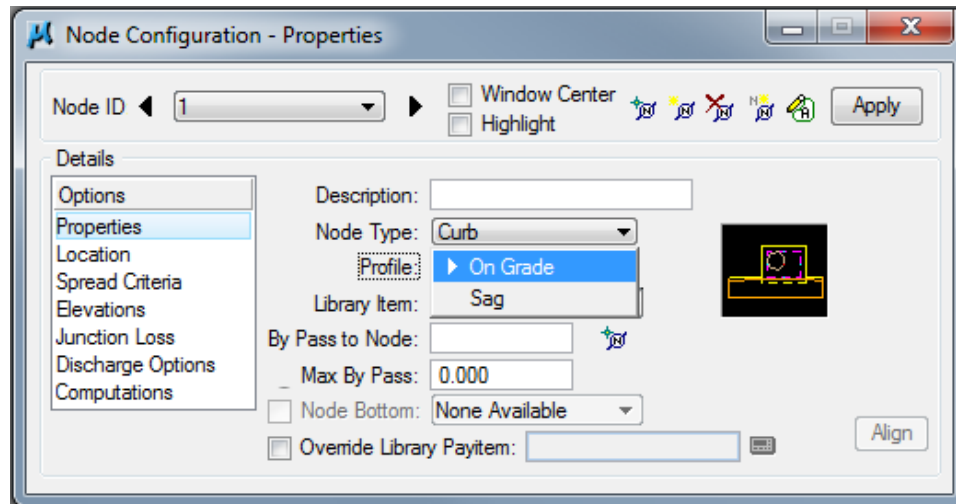 Node Configuration - Properties
Node ID 1 Window Center Apply
Highlight
Details
Options
Properties
Location
Spread Criteria
Elevations
Junction Loss
Discharge Options
Computations
Description:
Node Type: Curb
Profile: On Grade
Sag
Library Item:
By Pass to Node:
Max By Pass: 0.000
Node Bottom: None Available
Override Library Payitem:
Align